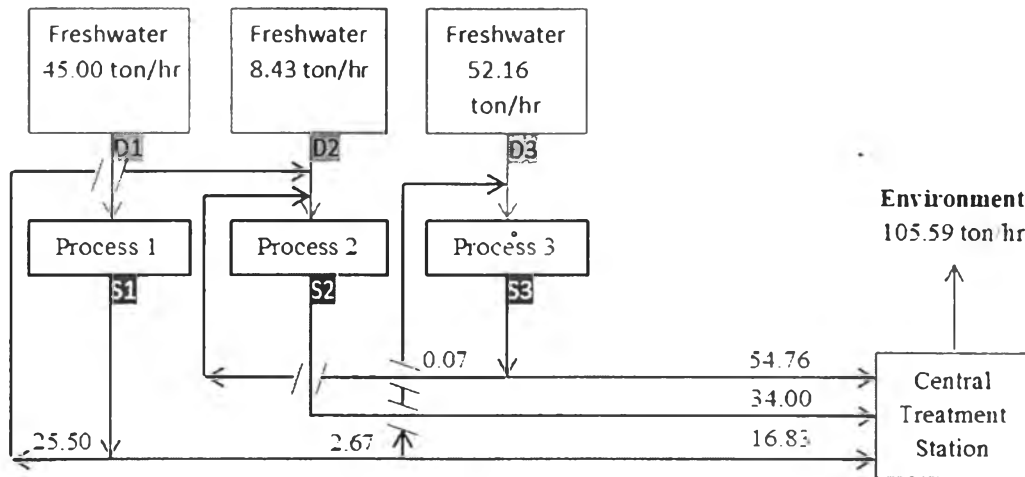 Freshwater
45.00 ton/hr
Freshwater
8.43 ton/hr
Freshwater
52.16
ton/hr
D1
D2
D3
Environment
105.59 ton/hr
Process 1
Process 2
Process 3
S1
S2
S3
0.07
54.76
34.00
25.50
2.67
16.83
Central
Treatment
Station